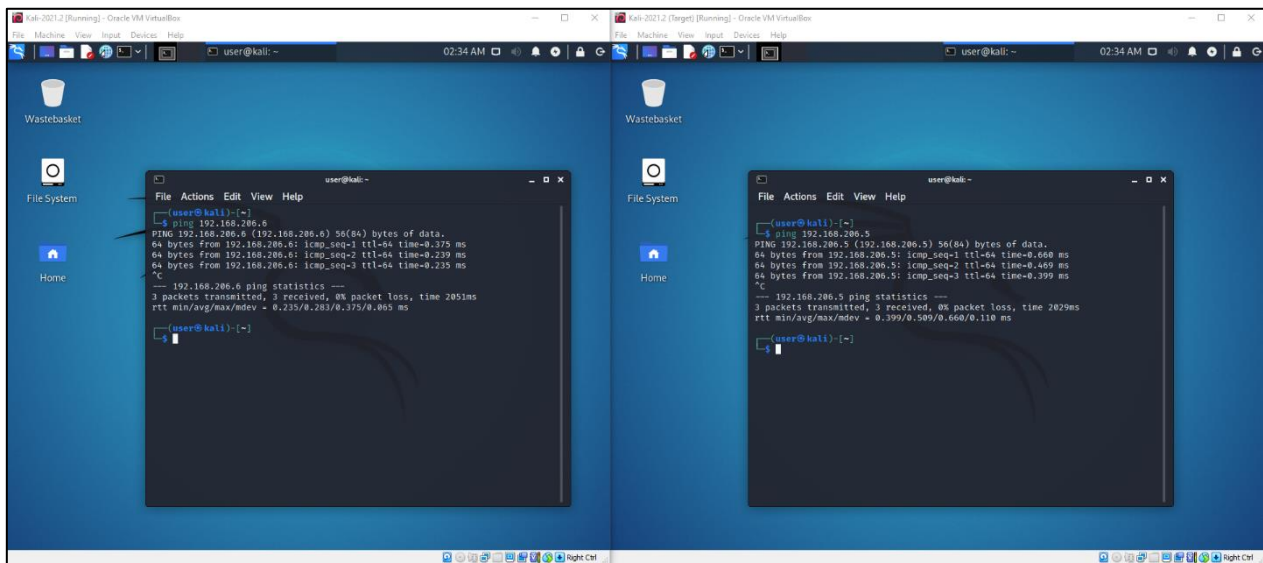 Kali-2021.2 [Running] - Oracle VM VirtualBox
File Machine View Input Devices Help
user@kali: ~
02:34 AM
Wastebasket
File System
Home
user@kali: ~
File Actions Edit View Help
(user㉿kali)-[~]
$ ping 192.168.206.6
PING 192.168.206.6 (192.168.206.6) 56(84) bytes of data.
64 bytes from 192.168.206.6: icmp_seq=1 ttl=64 time=0.375 ms
64 bytes from 192.168.206.6: icmp_seq=2 ttl=64 time=0.239 ms
64 bytes from 192.168.206.6: icmp_seq=3 ttl=64 time=0.235 ms
^C
--- 192.168.206.6 ping statistics ---
3 packets transmitted, 3 received, 0% packet loss, time 2051ms
rtt min/avg/max/mdev = 0.235/0.283/0.375/0.065 ms
(user㉿kali)-[~]
$
Right Ctrl
Kali-2021.2 (Target) [Running] - Oracle VM VirtualBox
File Machine View Input Devices Help
user@kali: ~
02:34 AM
Wastebasket
File System
Home
user@kali: ~
File Actions Edit View Help
(user㉿kali)-[~]
$ ping 192.168.206.5
PING 192.168.206.5 (192.168.206.5) 56(84) bytes of data.
64 bytes from 192.168.206.5: icmp_seq=1 ttl=64 time=0.660 ms
64 bytes from 192.168.206.5: icmp_seq=2 ttl=64 time=0.469 ms
64 bytes from 192.168.206.5: icmp_seq=3 ttl=64 time=0.399 ms
^C
--- 192.168.206.5 ping statistics ---
3 packets transmitted, 3 received, 0% packet loss, time 2029ms
rtt min/avg/max/mdev = 0.399/0.509/0.660/0.110 ms
(user㉿kali)-[~]
$
Right Ctrl